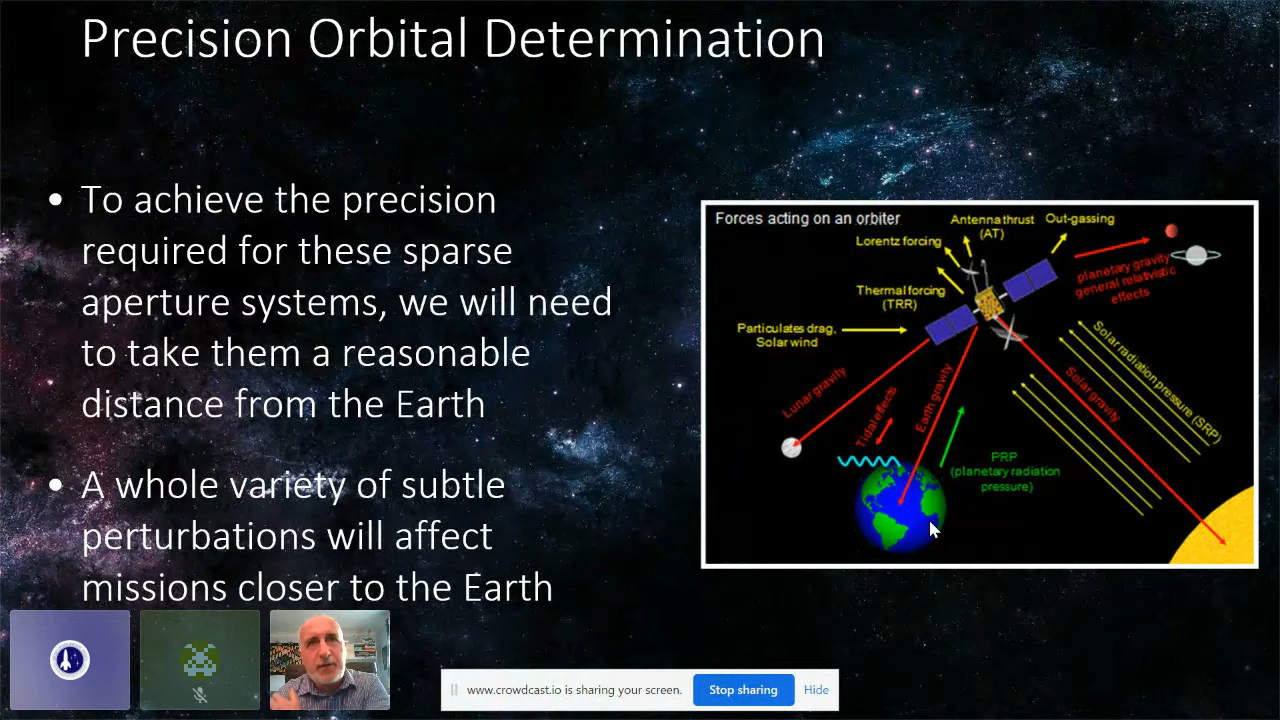 Precision Orbital Determination
• To achieve the precision
required for these sparse
aperture systems, we will need
to take them a reasonable
distance from the Earth
• A whole variety of subtle
perturbations will affect
missions closer to the Earth
Forces acting on an orbiter
Antenna thrust
(AT)
Out-gassing
Lorentz forcing
Thermal forcing
(TRR)
Particulates drag,
Solar wind
planetary gravity
general relativistic
effects
Solar radiation pressure (SRP)
Solar gravity
Lunar gravity
Tidal effects
Earth gravity
PRP
(planetary radiation
pressure)
www.crowdcast.io is sharing your screen.
Stop sharing
Hide